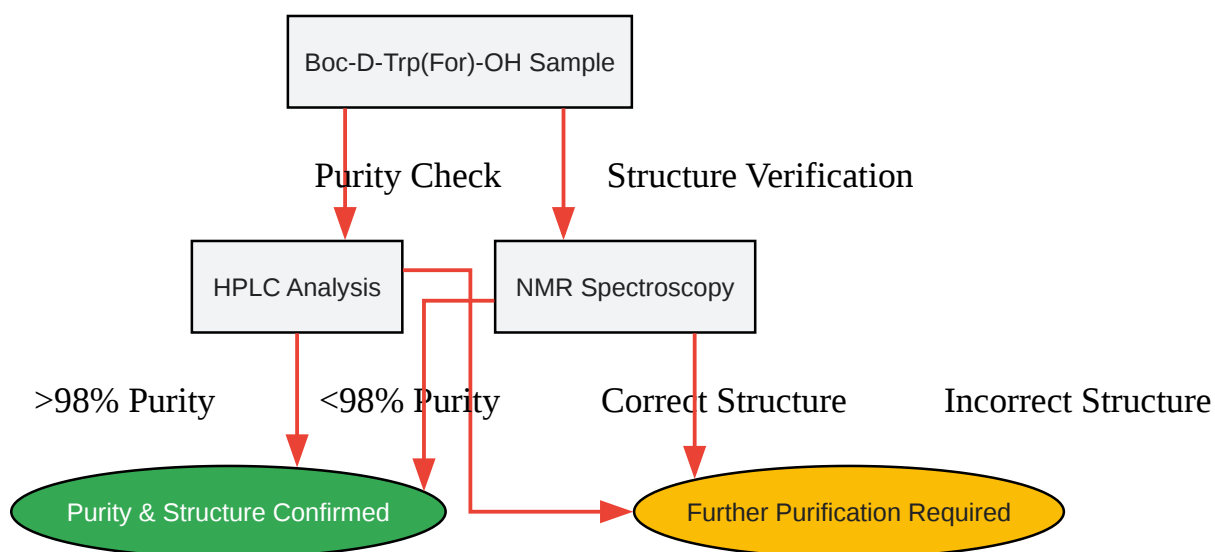 Boc-D-Trp(For)-OH Sample
Purity Check
Structure Verification
HPLC Analysis
NMR Spectroscopy
>98% Purity
<98% Purity
Correct Structure
Incorrect Structure
Purity & Structure Confirmed
Further Purification Required